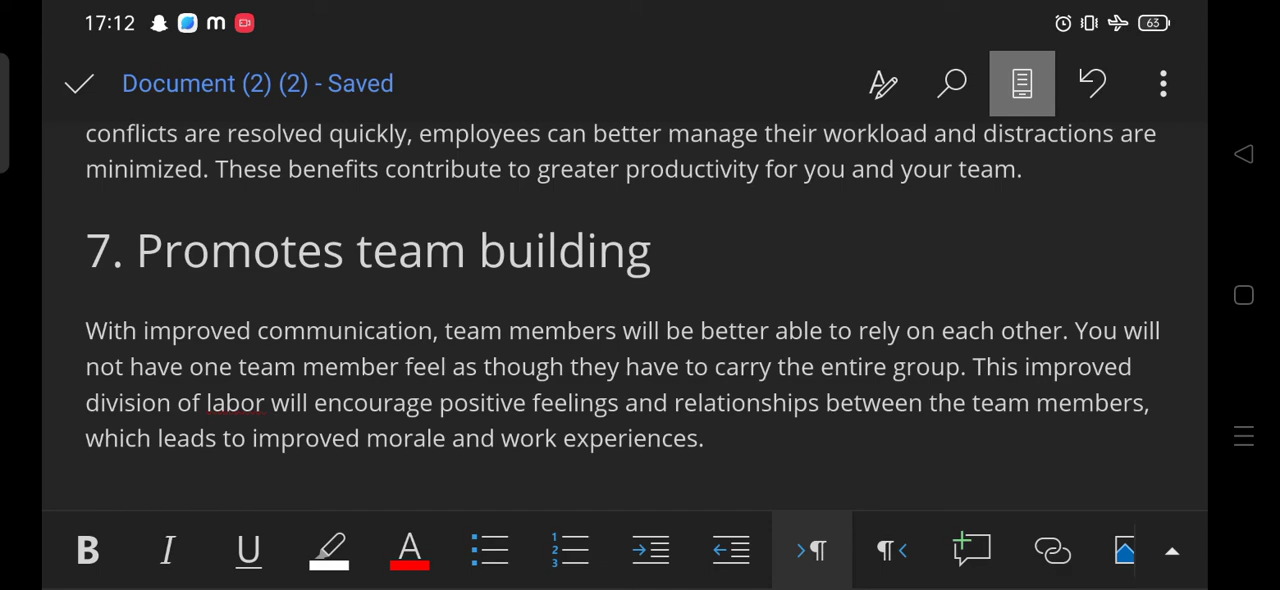 17:12
63
Document (2) (2) - Saved
conflicts are resolved quickly, employees can better manage their workload and distractions are
minimized. These benefits contribute to greater productivity for you and your team.
7. Promotes team building
With improved communication, team members will be better able to rely on each other. You will
not have one team member feel as though they have to carry the entire group. This improved
division of labor will encourage positive feelings and relationships between the team members,
which leads to improved morale and work experiences.
B I U A